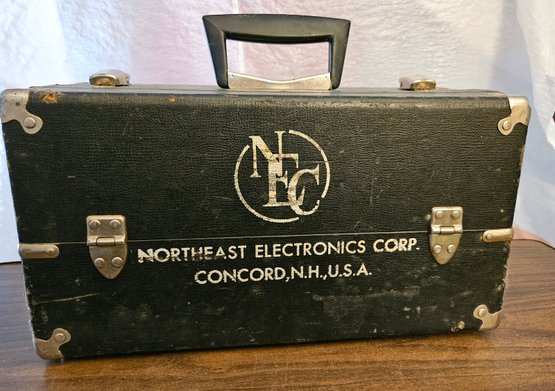 NEC
NORTHEAST ELECTRONICS CORP.
CONCORD, N.H., U.S.A.